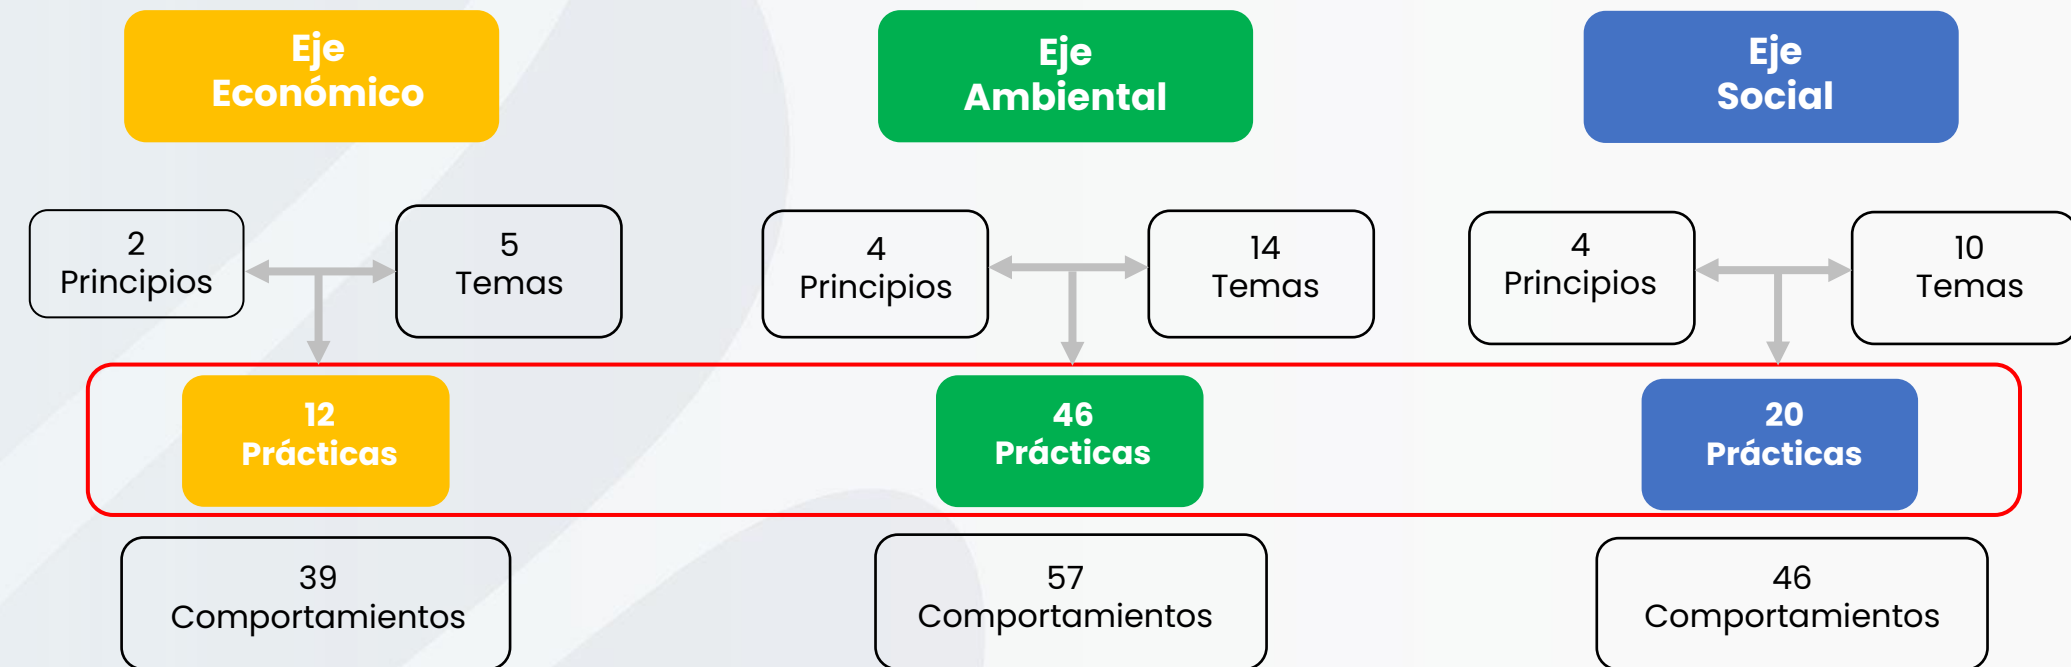 Eje
Económico
Eje
Ambiental
Eje
Social
2
Principios
5
Temas
4
Principios
14
Temas
4
Principios
10
Temas
12
Prácticas
46
Prácticas
20
Prácticas
39
Comportamientos
57
Comportamientos
46
Comportamientos